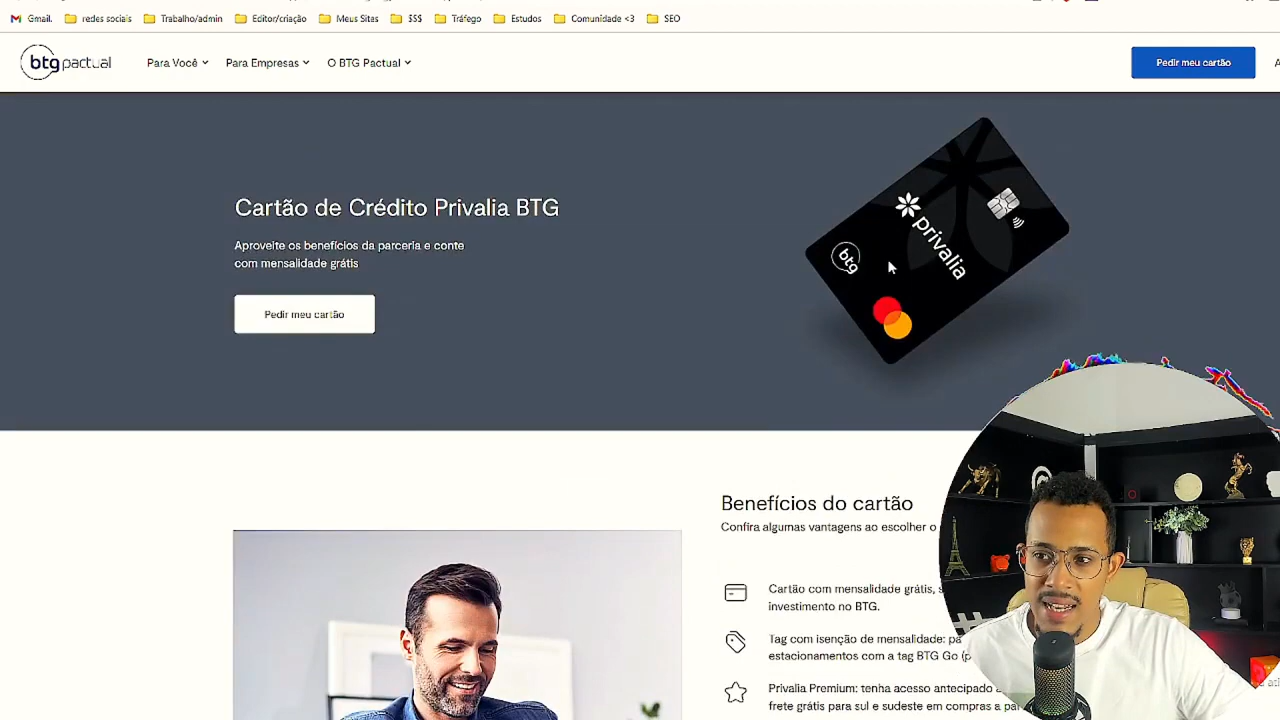 Gmail. redes sociais Trabalho/admin Editor/criação Meus Sites $$$ Tráfego Estudos Comunidade <3 SEO
btg pactual Para Você Para Empresas O BTG Pactual Pedir meu cartão
Cartão de Crédito Privalia BTG
Aproveite os benefícios da parceria e conte
com mensalidade grátis
Pedir meu cartão
privalia
btg
Benefícios do cartão
Confira algumas vantagens ao escolher o
Cartão com mensalidade grátis, s
investimento no BTG.
Tag com isenção de mensalidade: pa
estacionamentos com a tag BTG Go (p
Privalia Premium: tenha acesso antecipado a
frete grátis para sul e sudeste em compras a pa